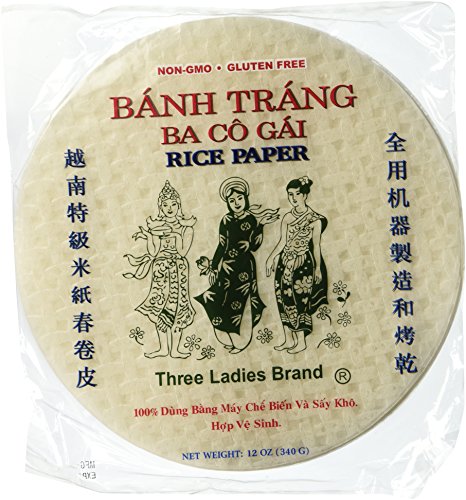 NON-GMO • GLUTEN FREE
BÁNH TRÁNG
BA CÔ GÁI
RICE PAPER
越南特級米紙春卷皮
全用机器製造和烤乾
Three Ladies Brand ®
100% Dùng Bằng Máy Chế Biến Và Sấy Khô.
Hợp Vệ Sinh.
NET WEIGHT: 12 OZ (340 G)
MFG
EXP